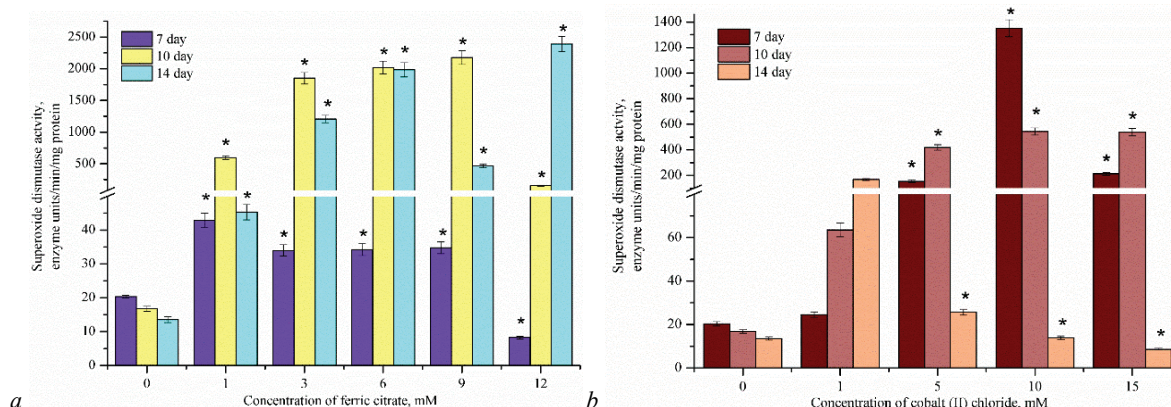 Superoxide dismutase actvity,
enzyme units/min/mg protein
2500
2000
1500
1000
500
40
30
20
10
0
7 day
10 day
14 day
* * * * * * * * * * * *
0 1 3 6 9 12
Concentration of ferric citrate, mM
a
Superoxide dismutase actvity,
enzyme units/min/mg protein
1400
1200
1000
800
600
400
200
60
40
20
0
7 day
10 day
14 day
* * * * * * * * *
0 1 5 10 15
Concentration of cobalt (II) chloride, mM
b